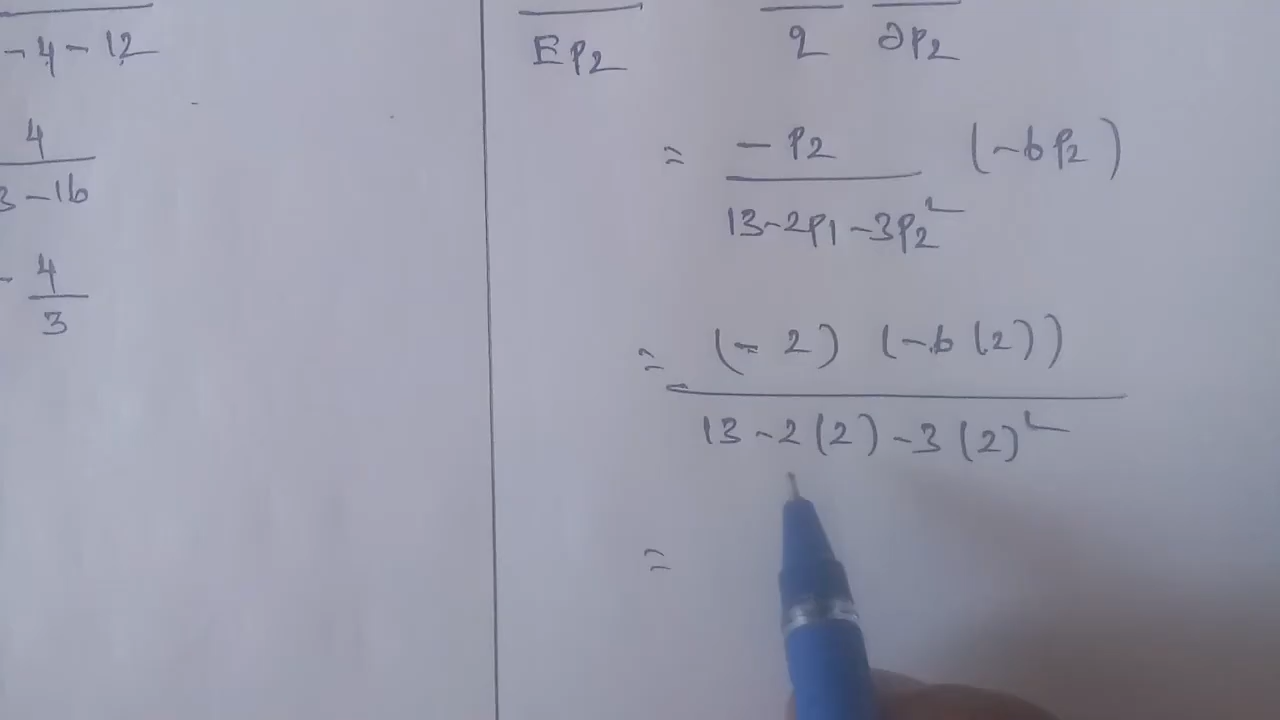 -4-12
4
3-16
- 4
3
Ep2 q ∂p2
= -p2 (-6p2)
13-2p1-3p2²
= (-2) (-6(2))
13-2(2)-3(2)²
=